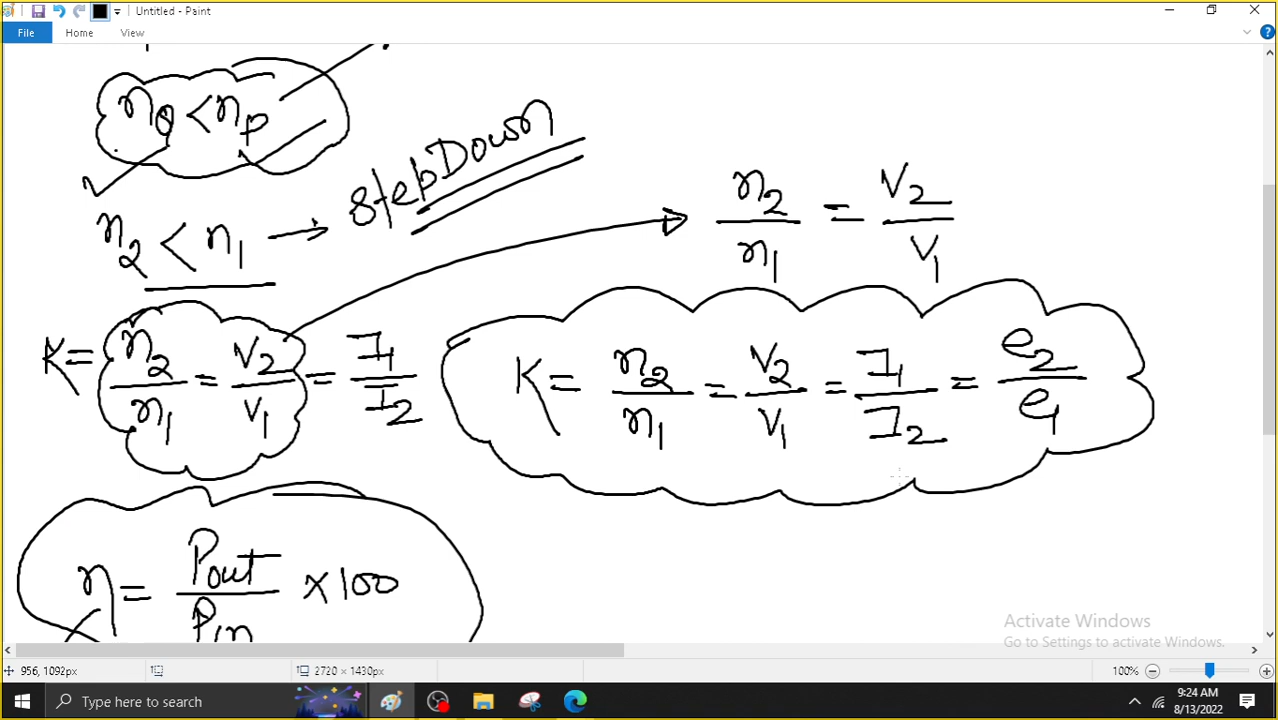 Untitled - Paint
File Home View
ns < np
n2 < n1 → StepDown
n2/n1 = V2/V1
K = n2/n1 = V2/V1 = I1/I2
K = n2/n1 = V2/V1 = I1/I2 = e2/e1
η = Pout/Pin × 100
Activate Windows
Go to Settings to activate Windows.
956, 1092px
2720 × 1430px
100%
Type here to search
9:24 AM
8/13/2022